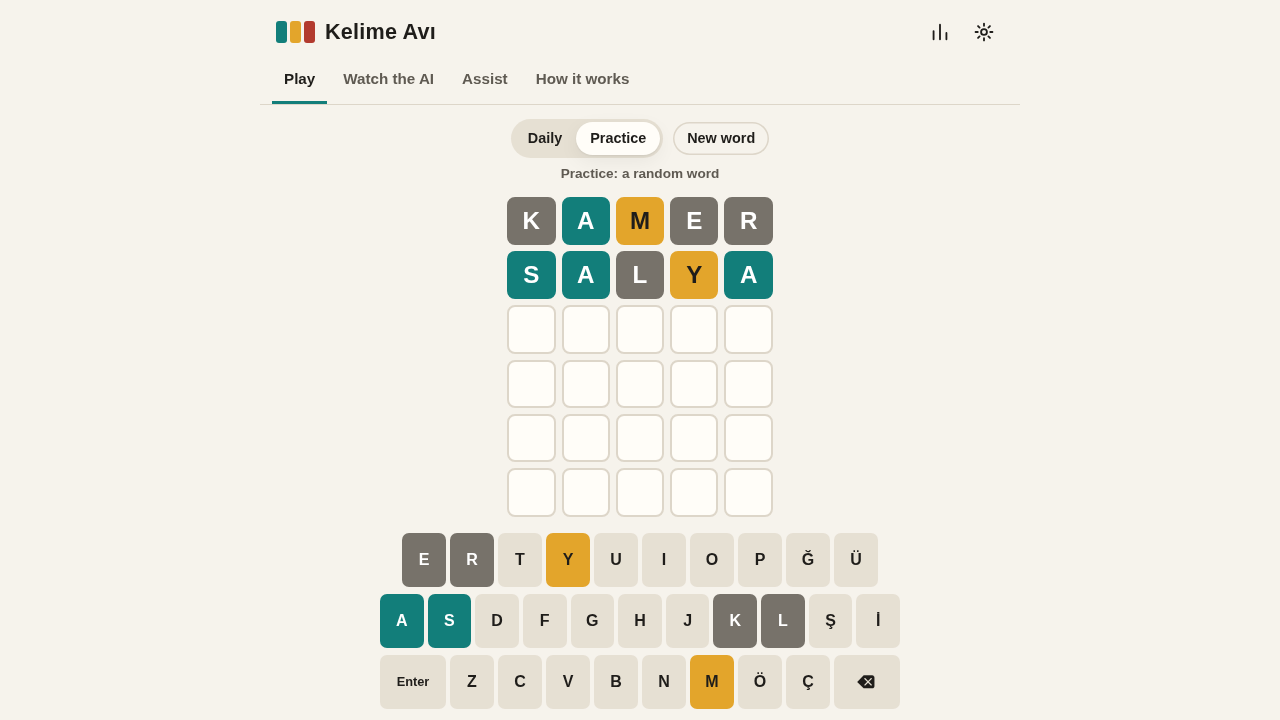 Kelime Avı
Play Watch the AI Assist How it works
Daily Practice New word
Practice: a random word
K A M E R
S A L Y A
E R T Y U I O P Ğ Ü
A S D F G H J K L Ş İ
Enter Z C V B N M Ö Ç